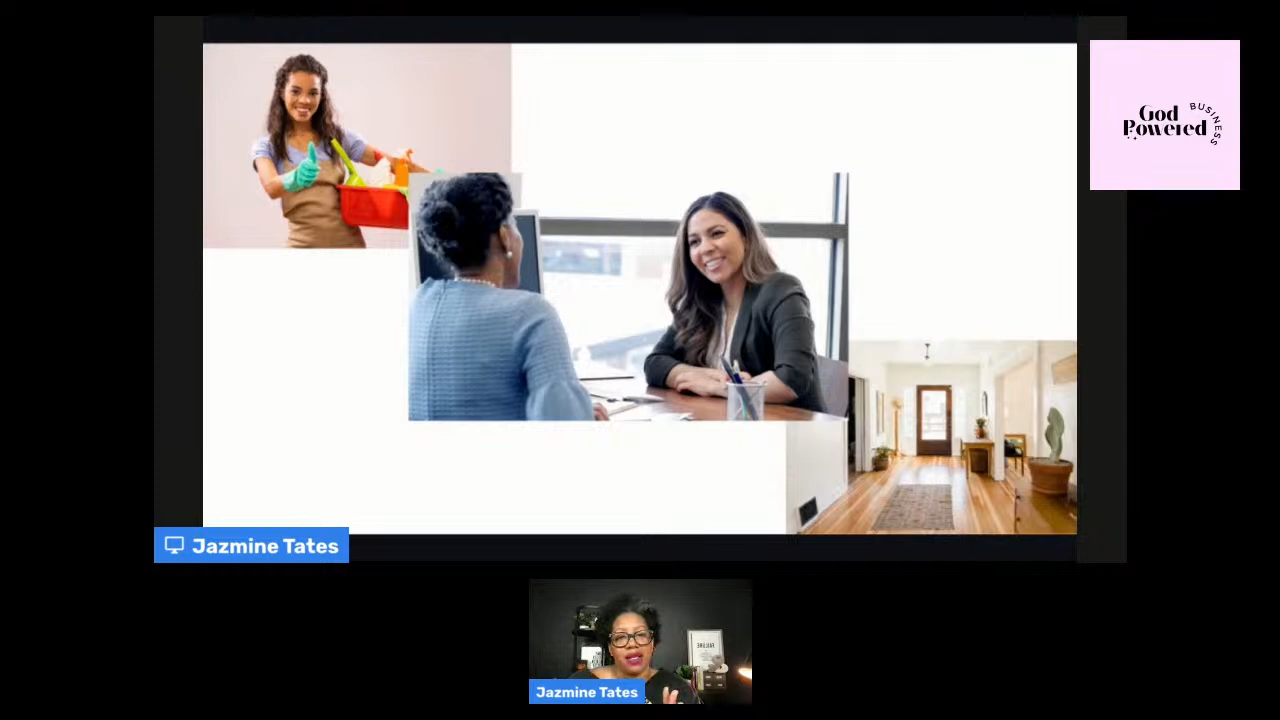 God
Powered
BUSINESS
Jazmine Tates
Jazmine Tates